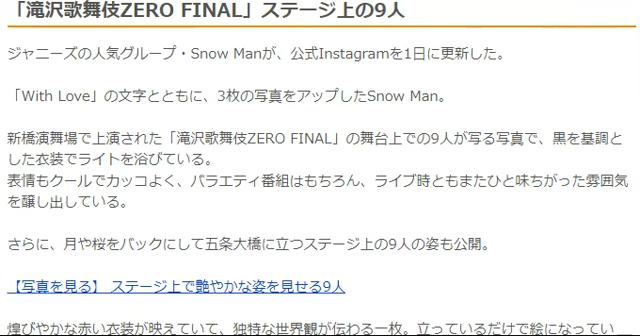 「滝沢歌舞伎ZERO FINAL」ステージ上の9人
ジャニーズの人気グループ・Snow Manが、公式Instagramを1日に更新した。
「With Love」の文字とともに、3枚の写真をアップしたSnow Man。
新橋演舞場で上演された「滝沢歌舞伎ZERO FINAL」の舞台上での9人が写る写真で、黒を基調と
した衣装でライトを浴びている。
表情もクールでカッコよく、バラエティ番組はもちろん、ライブ時ともまたひと味ちがった雰囲気
を醸し出している。
さらに、月や桜をバックにして五条大橋に立つステージ上の9人の姿も公開。
【写真を見る】 ステージ上で艶やかな姿を見せる9人
煌びやかな赤い衣装が映えていて、独特な世界観が伝わる一枚。立っているだけで絵になってい